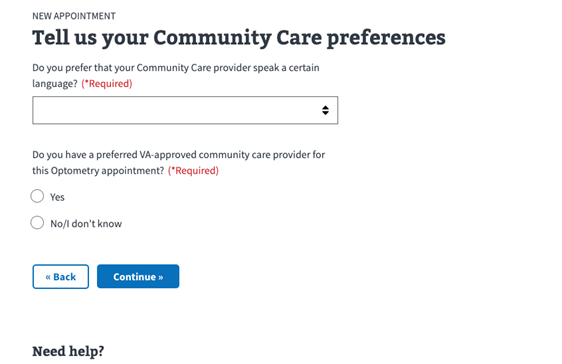 NEW APPOINTMENT
Tell us your Community Care preferences
Do you prefer that your Community Care provider speak a certain
language? (*Required)
Do you have a preferred VA-approved community care provider for
this Optometry appointment? (*Required)
Yes
No/I don't know
« Back
Continue »
Need help?